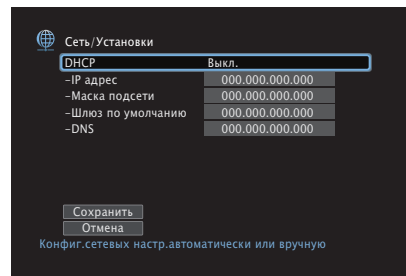 Сеть/Установки
DHCP Выкл.
–IP адрес 000.000.000.000
–Маска подсети 000.000.000.000
–Шлюз по умолчанию 000.000.000.000
–DNS 000.000.000.000
Сохранить
Отмена
Конфиг.сетевых настр.автоматически или вручную